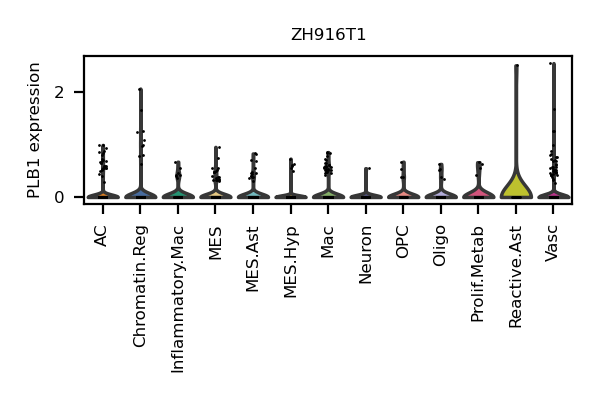 ZH916T1
PLB1 expression
2
0
AC
Chromatin.Reg
Inflammatory.Mac
MES
MES.Ast
MES.Hyp
Mac
Neuron
OPC
Oligo
Prolif.Metab
Reactive.Ast
Vasc